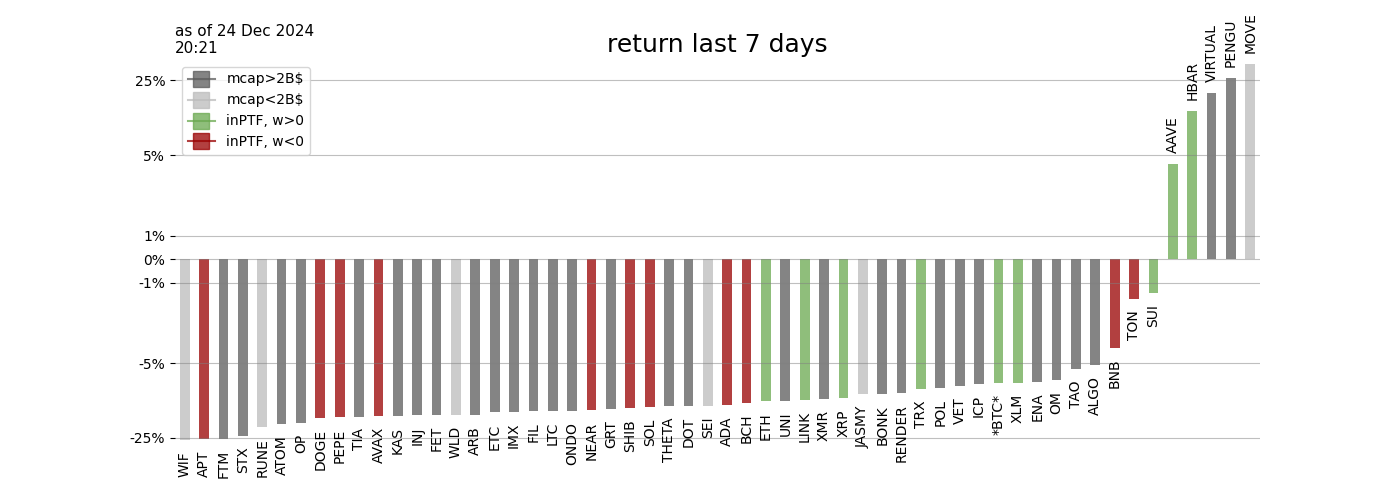 as of 24 Dec 2024
20:21
return last 7 days
mcap>2B$
mcap<2B$
inPTF, w>0
inPTF, w<0
25%
5%
1%
0%
-1%
-5%
-25%
WIF
APT
FTM
STX
RUNE
ATOM
OP
DOGE
PEPE
TIA
AVAX
KAS
INJ
FET
WLD
ARB
ETC
IMX
FIL
LTC
ONDO
NEAR
GRT
SHIB
SOL
THETA
DOT
SEI
ADA
BCH
ETH
UNI
LINK
XMR
XRP
JASMY
BONK
RENDER
TRX
POL
VET
ICP
*BTC*
XLM
ENA
OM
TAO
ALGO
BNB
TON
SUI
AAVE
HBAR
VIRTUAL
PENGU
MOVE